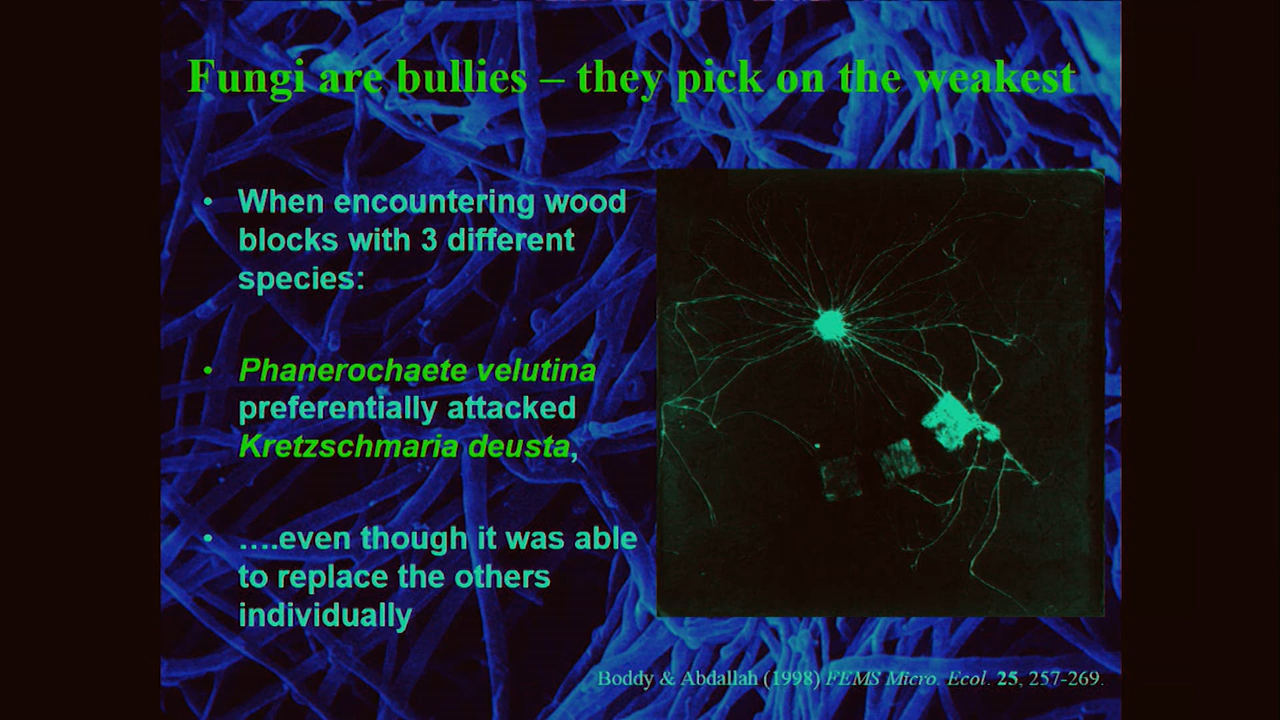 Fungi are bullies – they pick on the weakest
• When encountering wood
blocks with 3 different
species:
• Phanerochaete velutina
preferentially attacked
Kretzschmaria deusta,
• ….even though it was able
to replace the others
individually
Boddy & Abdallah (1998) FEMS Micro. Ecol. 25, 257-269.